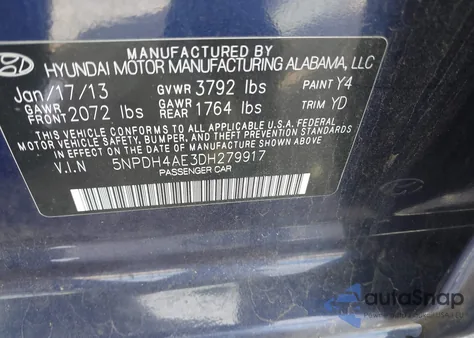 MANUFACTURED BY
HYUNDAI MOTOR MANUFACTURING ALABAMA, LLC
Jan/17/13 GVWR 3792 lbs PAINT Y4
GAWR FRONT 2072 lbs GAWR REAR 1764 lbs TRIM YD
THIS VEHICLE CONFORMS TO ALL APPLICABLE U.S. FEDERAL
MOTOR VEHICLE SAFETY, BUMPER, AND THEFT PREVENTION STANDARDS
IN EFFECT ON THE DATE OF MANUFACTURE SHOWN ABOVE.
V.I.N 5NPDH4AE3DH279917
PASSENGER CAR
autoSnap